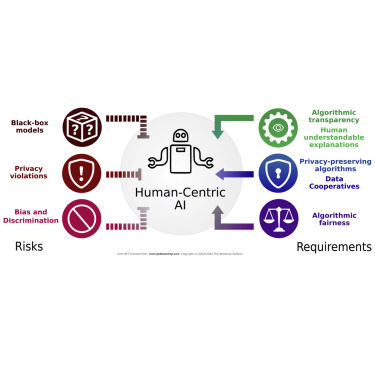 Black-box
models
? ? ?
Privacy
violations
!
Bias and
Discrimination
Risks
Human-Centric
AI
Algorithmic
transparency
Human
understandable
explanations
Privacy-preserving
algorithms
Data
Cooperatives
Algorithmic
fairness
Requirements